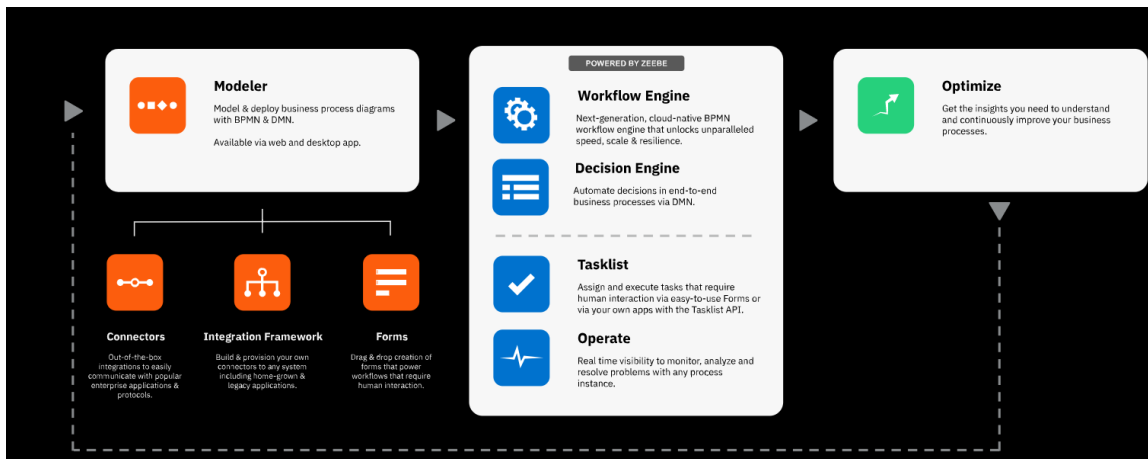 Modeler
Model & deploy business process diagrams
with BPMN & DMN.
Available via web and desktop app.
Connectors
Out-of-the-box
integrations to easily
communicate with popular
enterprise applications &
protocols.
Integration Framework
Build & provision your own
connectors to any system
including home-grown &
legacy applications.
Forms
Drag & drop creation of
forms that power
workflows that require
human interaction.
POWERED BY ZEEBE
Workflow Engine
Next-generation, cloud-native BPMN
workflow engine that unlocks unparalleled
speed, scale & resilience.
Decision Engine
Automate decisions in end-to-end
business processes via DMN.
Tasklist
Assign and execute tasks that require
human interaction via easy-to-use Forms or
via your own apps with the Tasklist API.
Operate
Real time visibility to monitor, analyze and
resolve problems with any process
instance.
Optimize
Get the insights you need to understand
and continuously improve your business
processes.